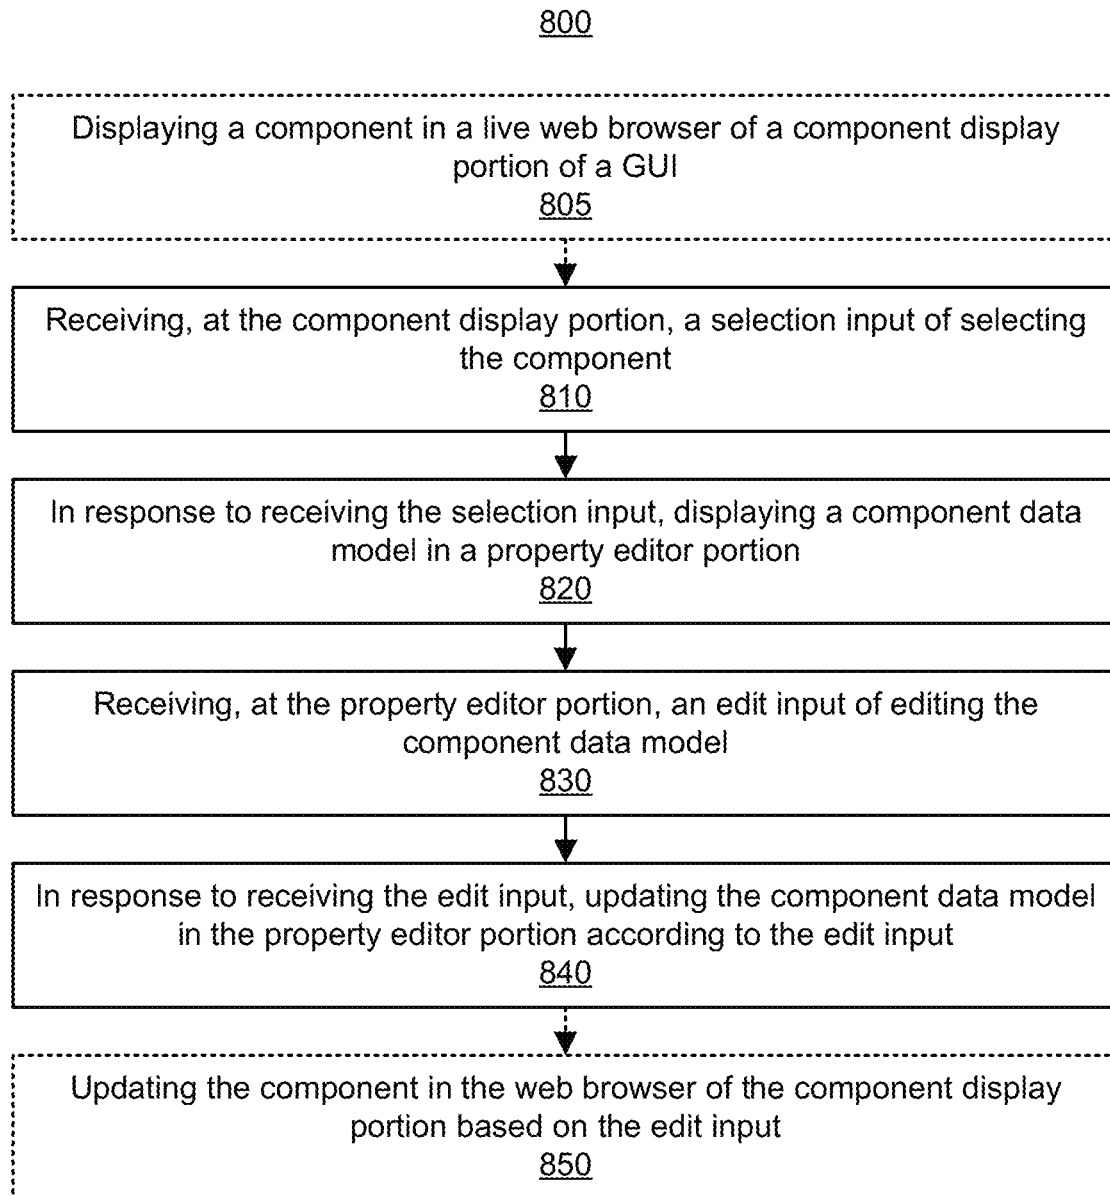 800
Displaying a component in a live web browser of a component display
portion of a GUI
805
Receiving, at the component display portion, a selection input of selecting
the component
810
In response to receiving the selection input, displaying a component data
model in a property editor portion
820
Receiving, at the property editor portion, an edit input of editing the
component data model
830
In response to receiving the edit input, updating the component data model
in the property editor portion according to the edit input
840
Updating the component in the web browser of the component display
portion based on the edit input
850